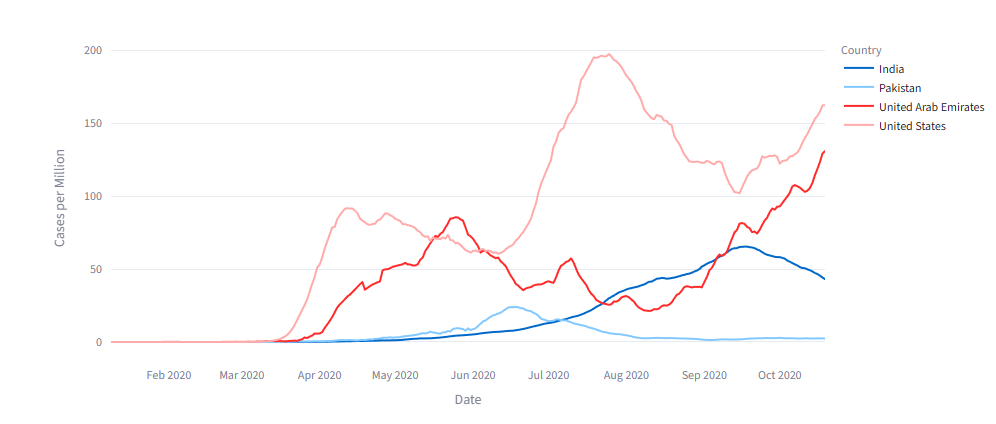 Country
India
Pakistan
United Arab Emirates
United States
Cases per Million
200
150
100
50
0
Feb 2020 Mar 2020 Apr 2020 May 2020 Jun 2020 Jul 2020 Aug 2020 Sep 2020 Oct 2020
Date